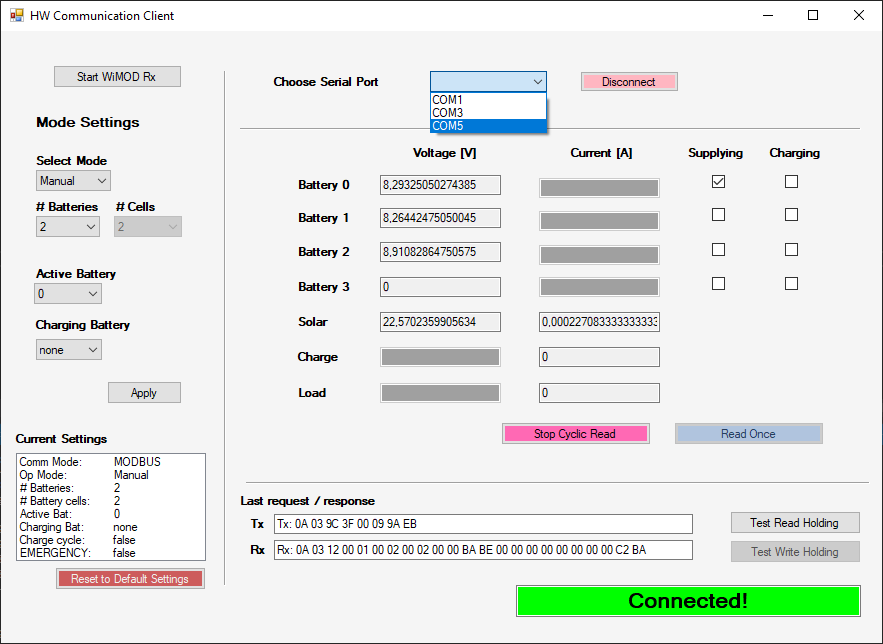 HW Communication Client
Start WiMOD Rx
Choose Serial Port
Disconnect
COM1
COM3
COM5
Mode Settings
Select Mode
Manual
# Batteries # Cells
2 2
Active Battery
0
Charging Battery
none
Apply
Current Settings
Comm Mode: MODBUS
Op Mode: Manual
# Batteries: 2
# Battery cells: 2
Active Bat: 0
Charging Bat: none
Charge cycle: false
EMERGENCY: false
Reset to Default Settings
Voltage [V] Current [A] Supplying Charging
Battery 0 8,29325050274385
Battery 1 8,26442475050045
Battery 2 8,91082864750575
Battery 3 0
Solar 22,5702359905634 0,000227083333333333
Charge 0
Load 0
Stop Cyclic Read Read Once
Last request / response
Tx Tx: 0A 03 9C 3F 00 09 9A EB Test Read Holding
Rx Rx: 0A 03 12 00 01 00 02 00 02 00 00 BA BE 00 00 00 00 00 00 00 00 C2 BA Test Write Holding
Connected!